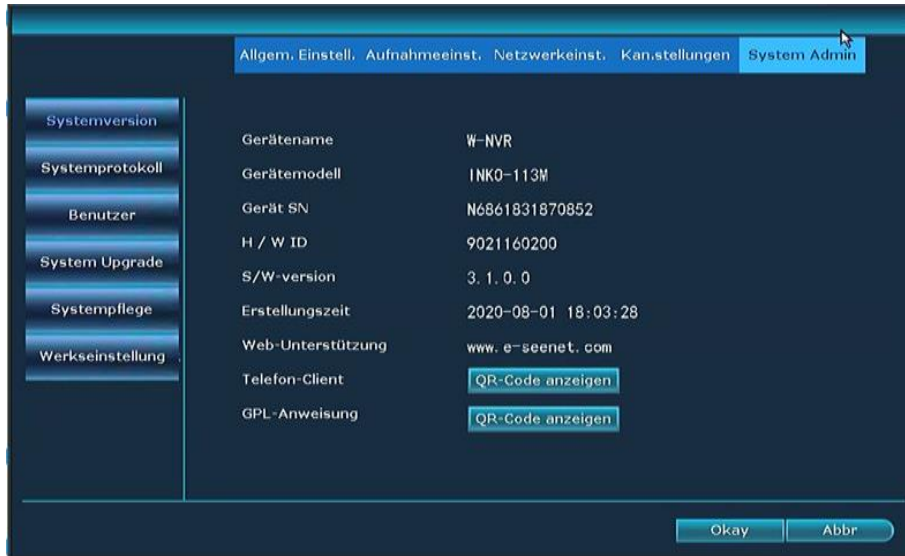 Allgem. Einstell. Aufnahmeeinst. Netzwerkeinst. Kan.stellungen System Admin
Systemversion
Systemprotokoll
Benutzer
System Upgrade
Systempflege
Werkseinstellung
Gerätename W-NVR
Gerätemodell INKO-113M
Gerät SN N6861831870852
H / W ID 9021160200
S/W-version 3.1.0.0
Erstellungszeit 2020-08-01 18:03:28
Web-Unterstützung www.e-seenet.com
Telefon-Client QR-Code anzeigen
GPL-Anweisung QR-Code anzeigen
Okay Abbr